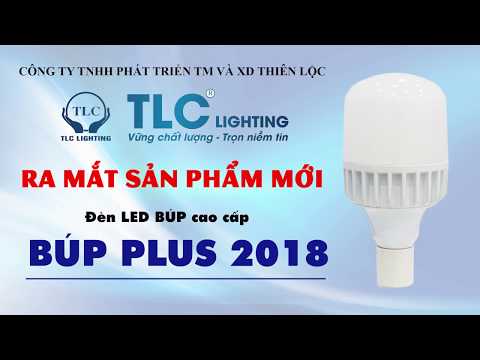 CÔNG TY TNHH PHÁT TRIỂN TM VÀ XD THIÊN LỘC
TLC
TLC LIGHTING
TLC® LIGHTING
Vững chất lượng - Trọn niềm tin
RA MẮT SẢN PHẨM MỚI
Đèn LED BÚP cao cấp
BÚP PLUS 2018